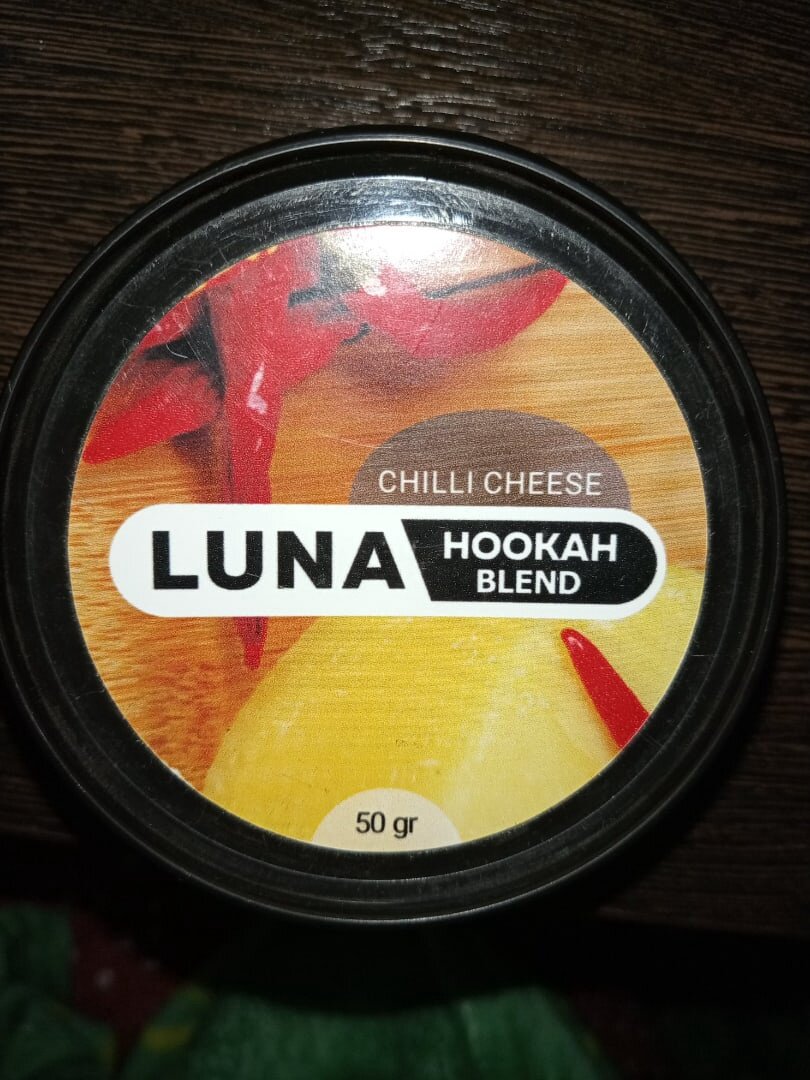 CHILLI CHEESE
LUNA HOOKAH
BLEND
50 gr